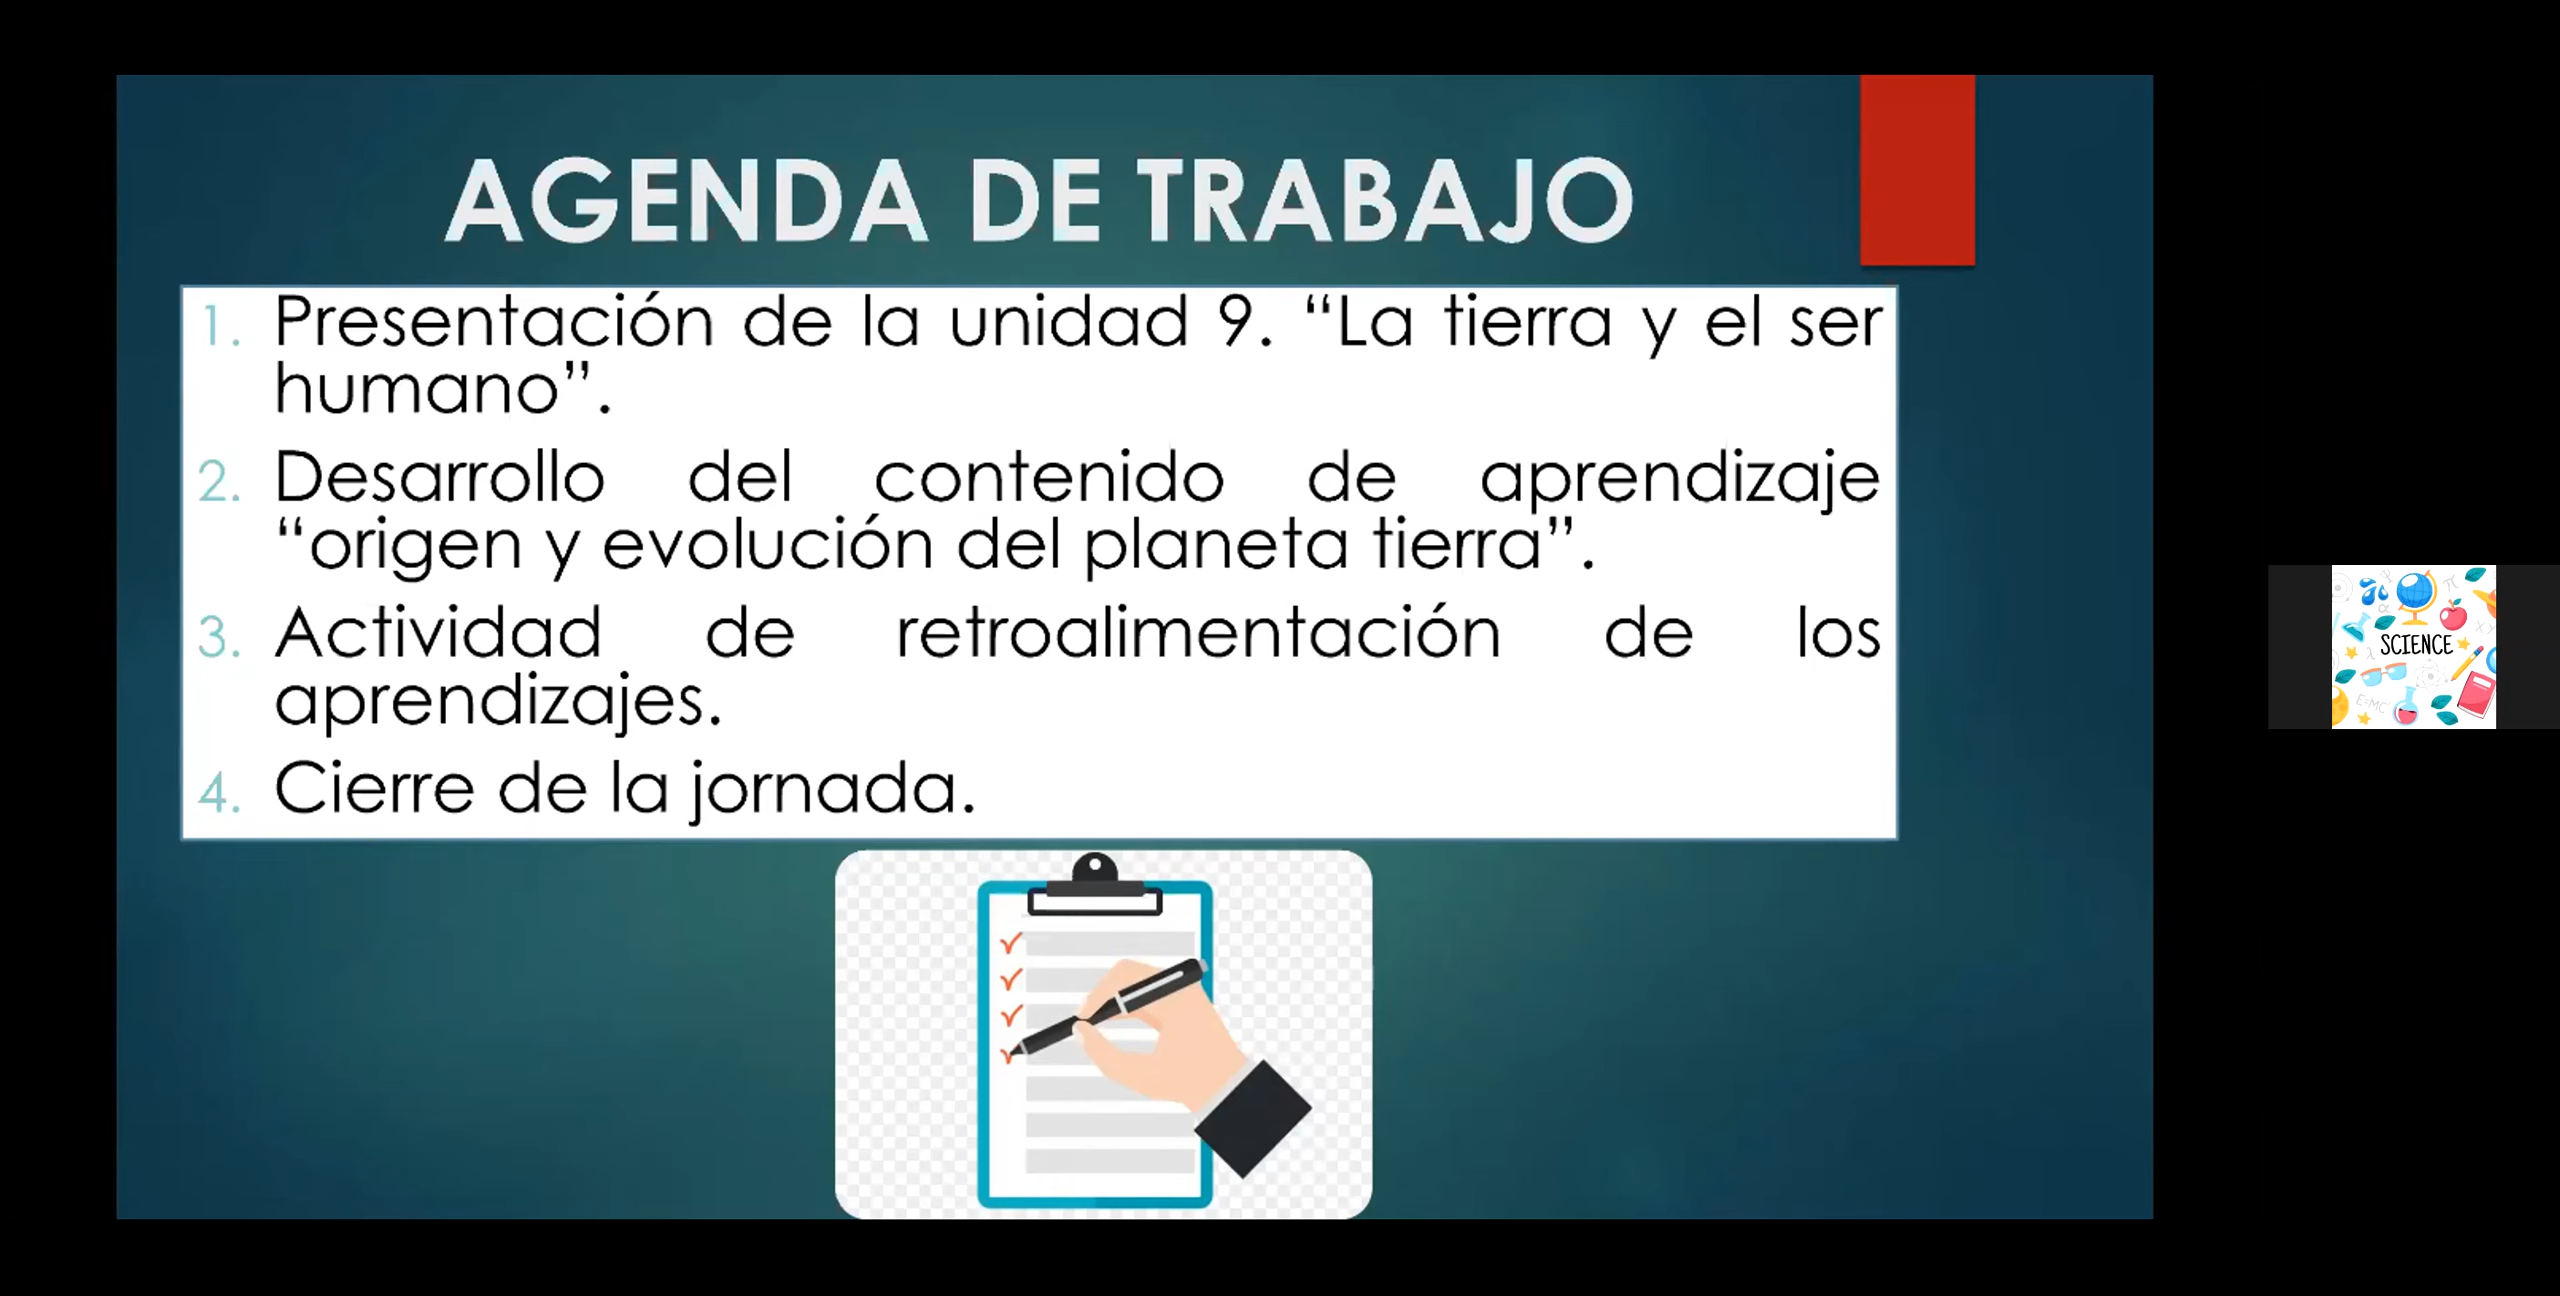 AGENDA DE TRABAJO
1. Presentación de la unidad 9. “La tierra y el ser
humano”.
2. Desarrollo del contenido de aprendizaje
“origen y evolución del planeta tierra”.
3. Actividad de retroalimentación de los
aprendizajes.
4. Cierre de la jornada.
SCIENCE
E=MC²